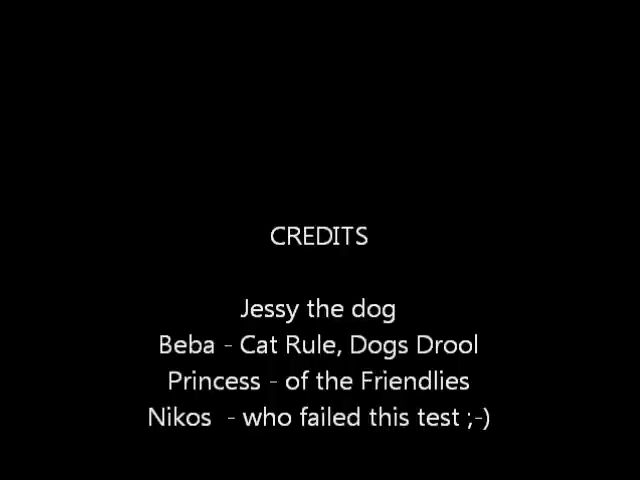 CREDITS
Jessy the dog
Beba - Cat Rule, Dogs Drool
Princess - of the Friendlies
Nikos  - who failed this test ;-)